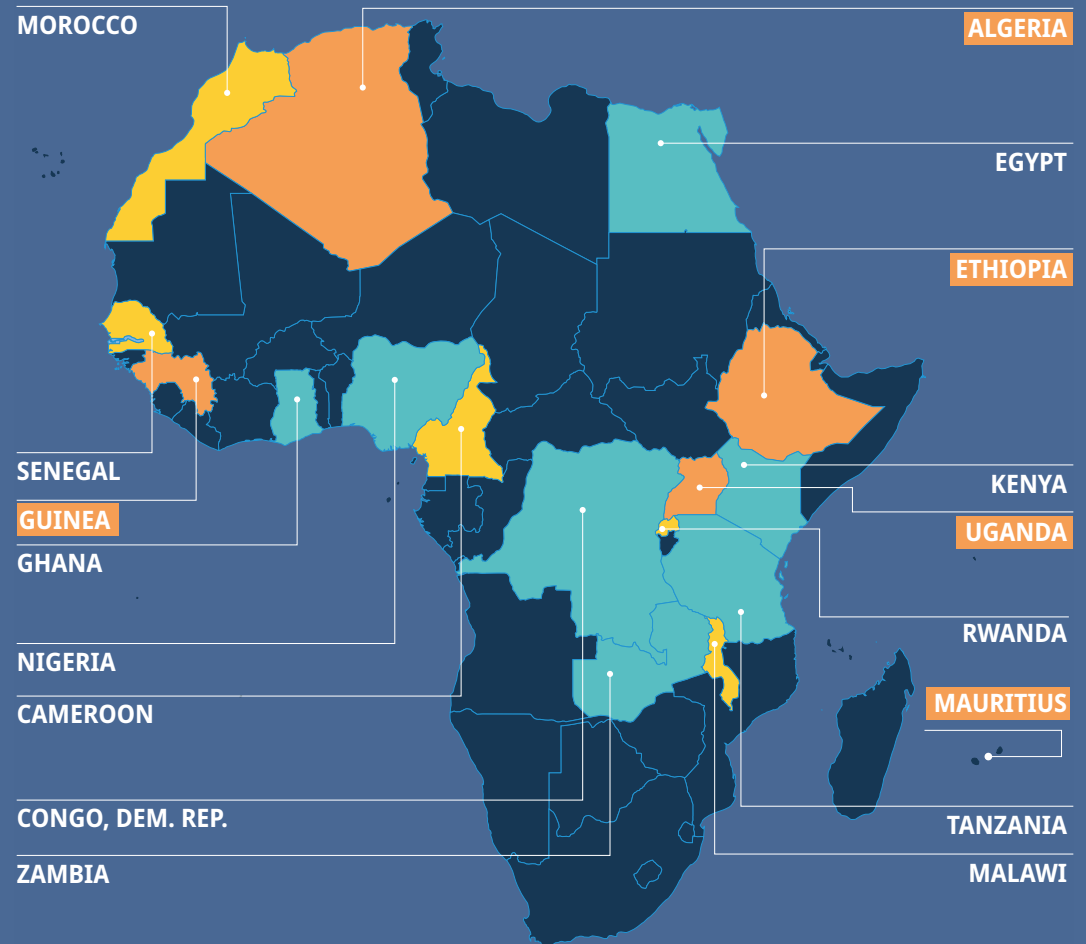 MOROCCO
ALGERIA
EGYPT
ETHIOPIA
SENEGAL
KENYA
GUINEA
UGANDA
GHANA
RWANDA
NIGERIA
MAURITIUS
CAMEROON
CONGO, DEM. REP.
TANZANIA
ZAMBIA
MALAWI